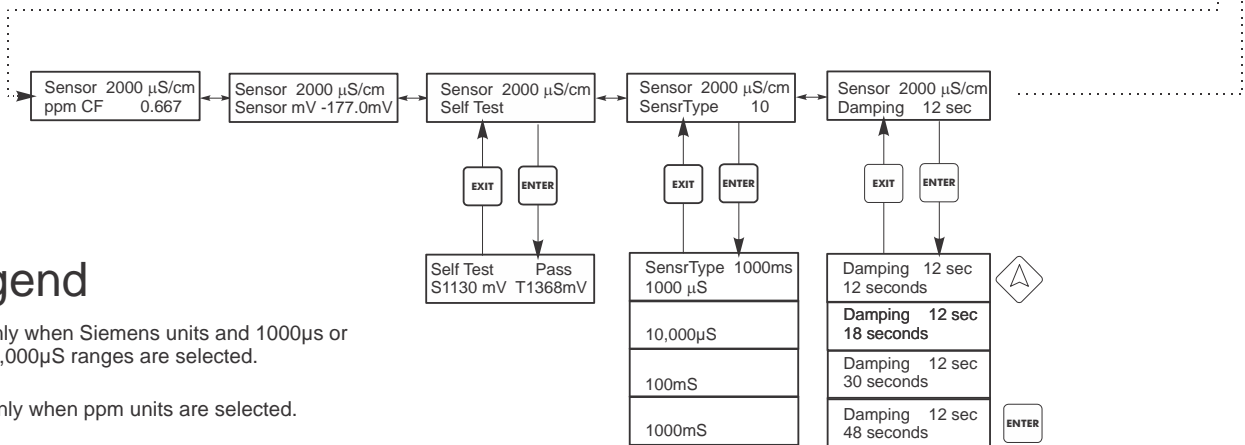 Sensor 2000 μS/cm
ppm CF 0.667
Sensor 2000 μS/cm
Sensor mV -177.0mV
Sensor 2000 μS/cm
Self Test
Sensor 2000 μS/cm
SensrType 10
Sensor 2000 μS/cm
Damping 12 sec
EXIT
ENTER
EXIT
ENTER
EXIT
ENTER
Self Test Pass
S1130 mV T1368mV
SensrType 1000ms
1000 μS
10,000μS
100mS
1000mS
Damping 12 sec
12 seconds
Damping 12 sec
18 seconds
Damping 12 sec
30 seconds
Damping 12 sec
48 seconds
ENTER
gend
nly when Siemens units and 1000μs or
,000μS ranges are selected.
nly when ppm units are selected.